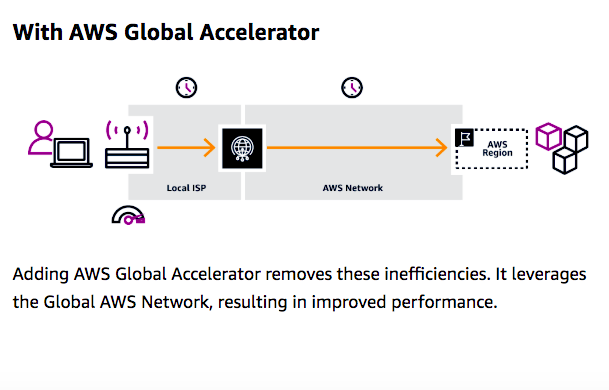 With AWS Global Accelerator
AWS
Region
Local ISP
AWS Network
Adding AWS Global Accelerator removes these inefficiencies. It leverages
the Global AWS Network, resulting in improved performance.